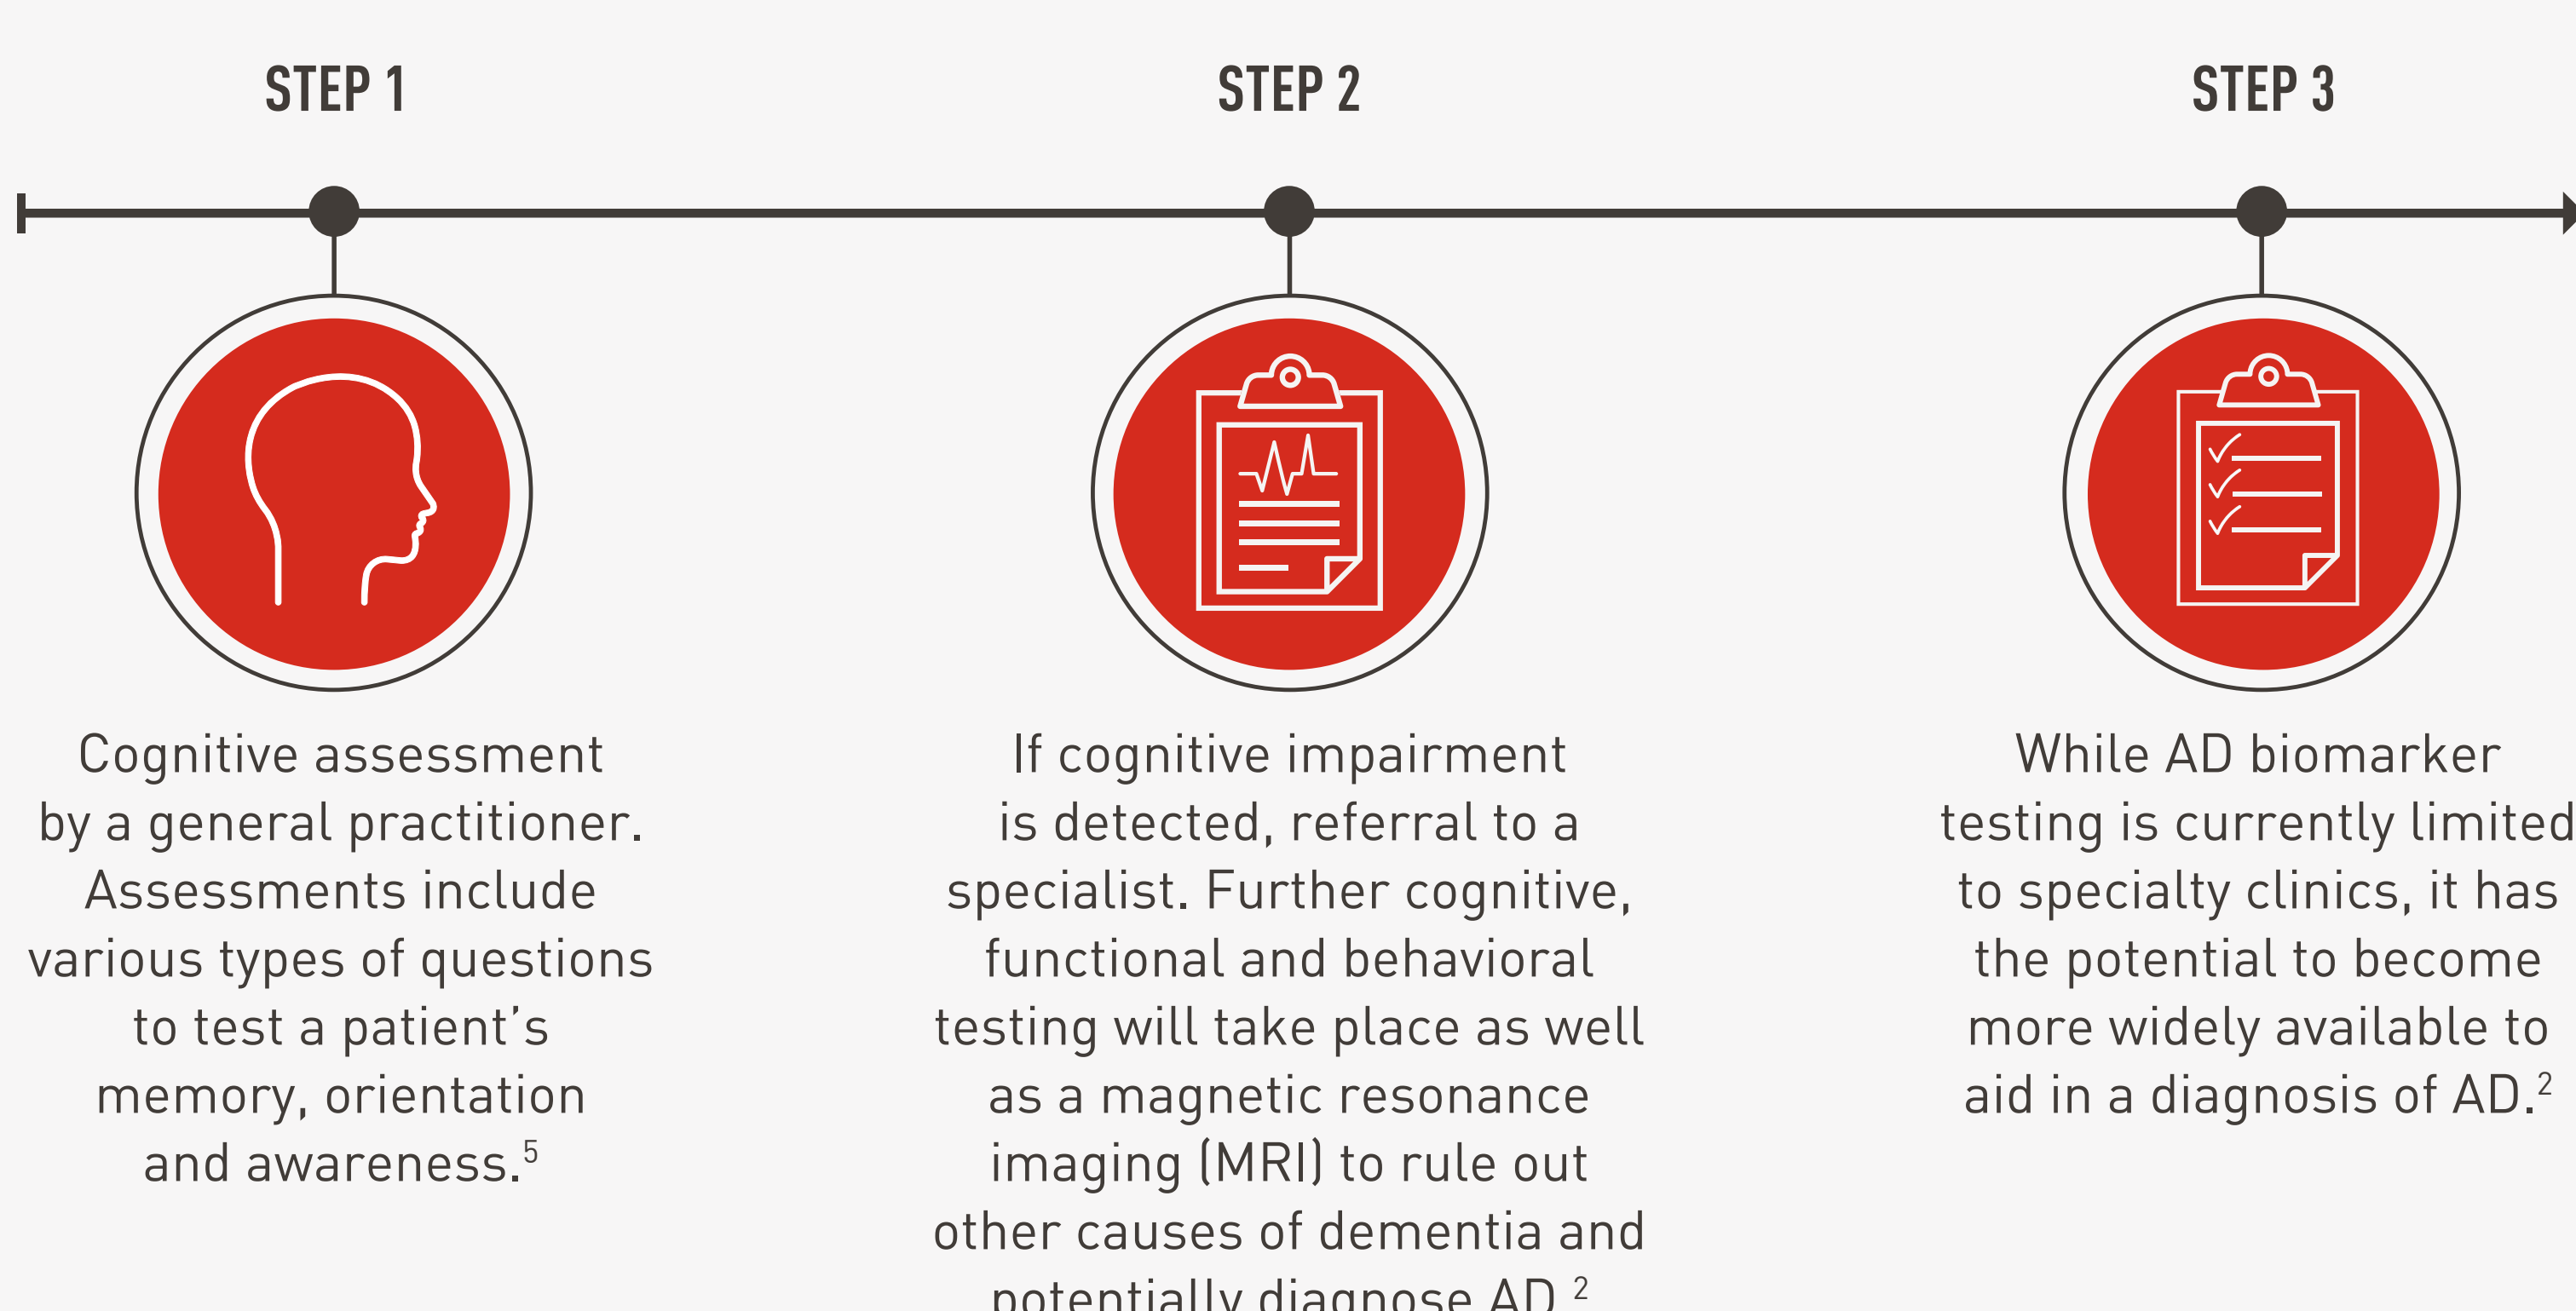 STEP 1
Cognitive assessment
by a general practitioner.
Assessments include
various types of questions
to test a patient’s
memory, orientation
and awareness.5
STEP 2
If cognitive impairment
is detected, referral to a
specialist. Further cognitive,
functional and behavioral
testing will take place as well
as a magnetic resonance
imaging (MRI) to rule out
other causes of dementia and
potentially diagnose AD.2
STEP 3
While AD biomarker
testing is currently limited
to specialty clinics, it has
the potential to become
more widely available to
aid in a diagnosis of AD.2